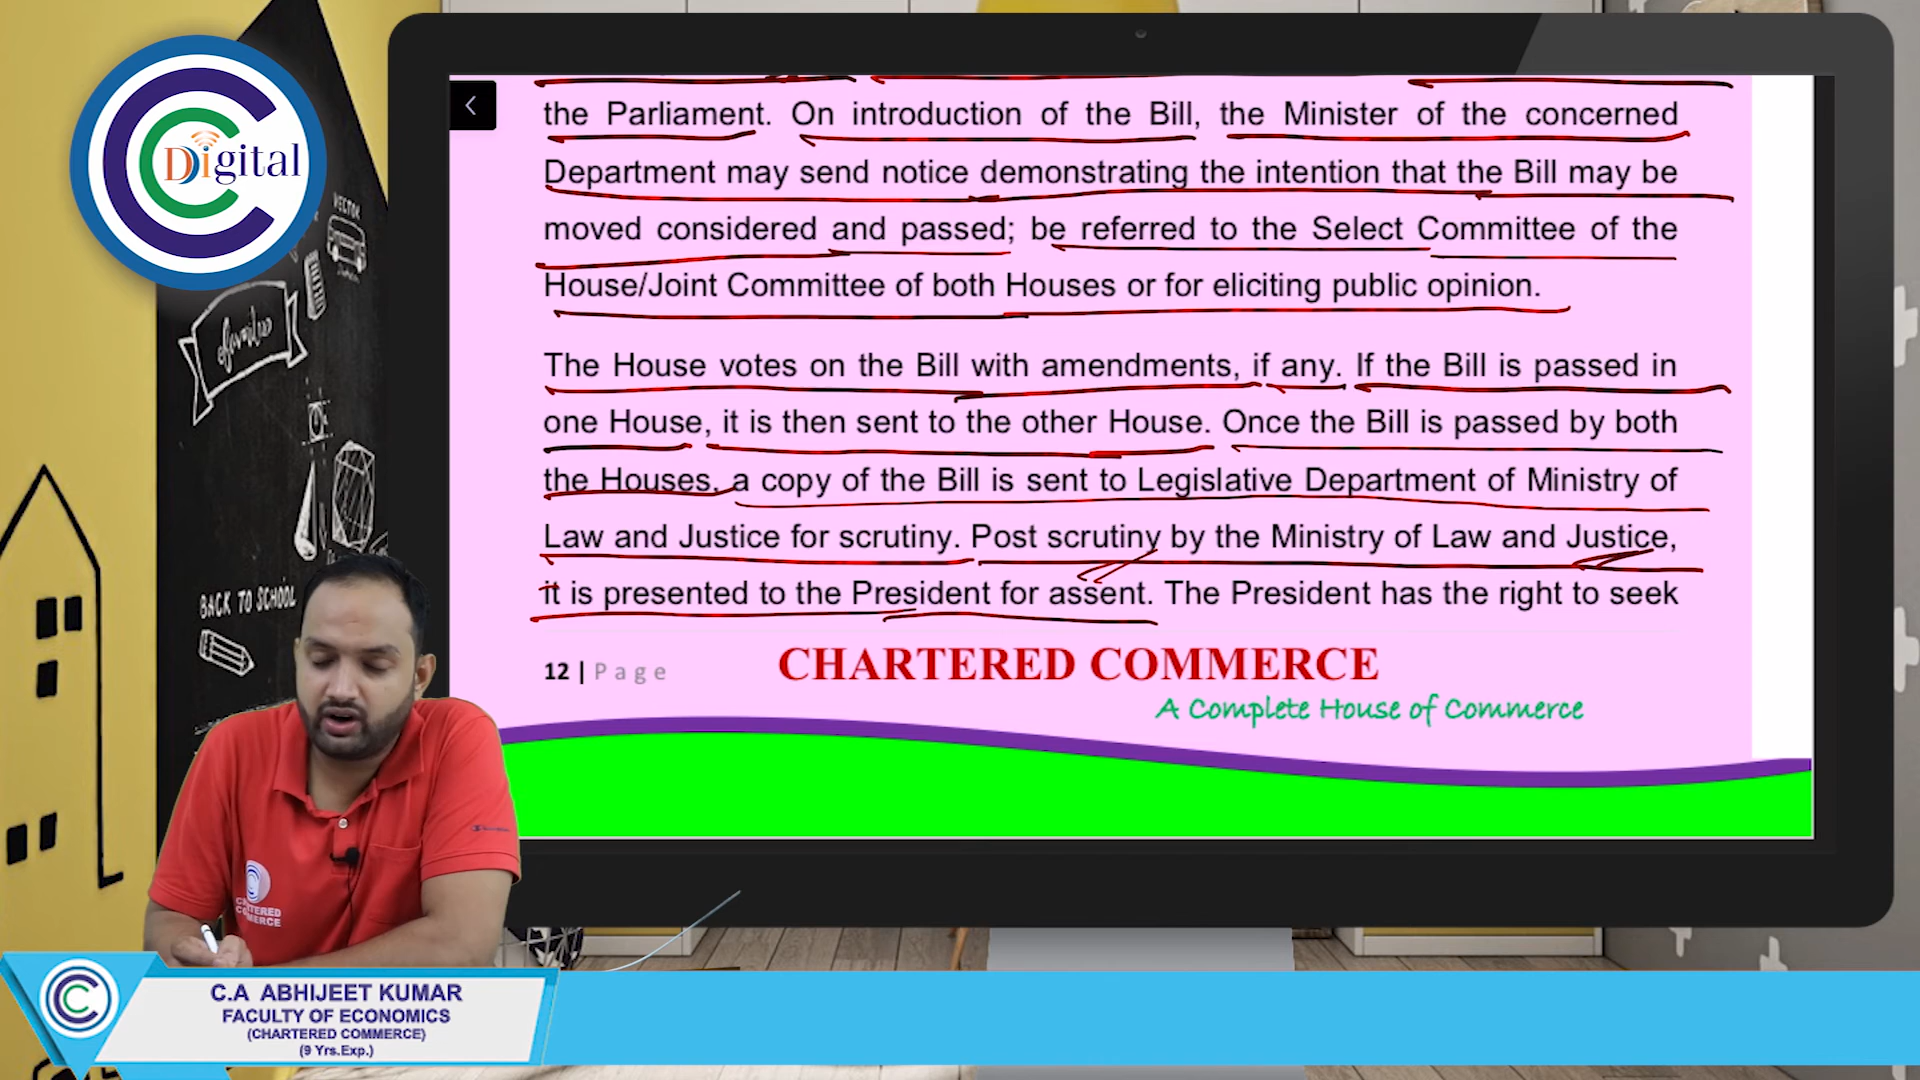 Digital
VECTOR
BACK TO SCHOOL
the Parliament. On introduction of the Bill, the Minister of the concerned
Department may send notice demonstrating the intention that the Bill may be
moved considered and passed; be referred to the Select Committee of the
House/Joint Committee of both Houses or for eliciting public opinion.
The House votes on the Bill with amendments, if any. If the Bill is passed in
one House, it is then sent to the other House. Once the Bill is passed by both
the Houses, a copy of the Bill is sent to Legislative Department of Ministry of
Law and Justice for scrutiny. Post scrutiny by the Ministry of Law and Justice,
it is presented to the President for assent. The President has the right to seek
12 | Page
CHARTERED COMMERCE
A Complete House of Commerce
C.A ABHIJEET KUMAR
FACULTY OF ECONOMICS
(CHARTERED COMMERCE)
(9 Yrs.Exp.)